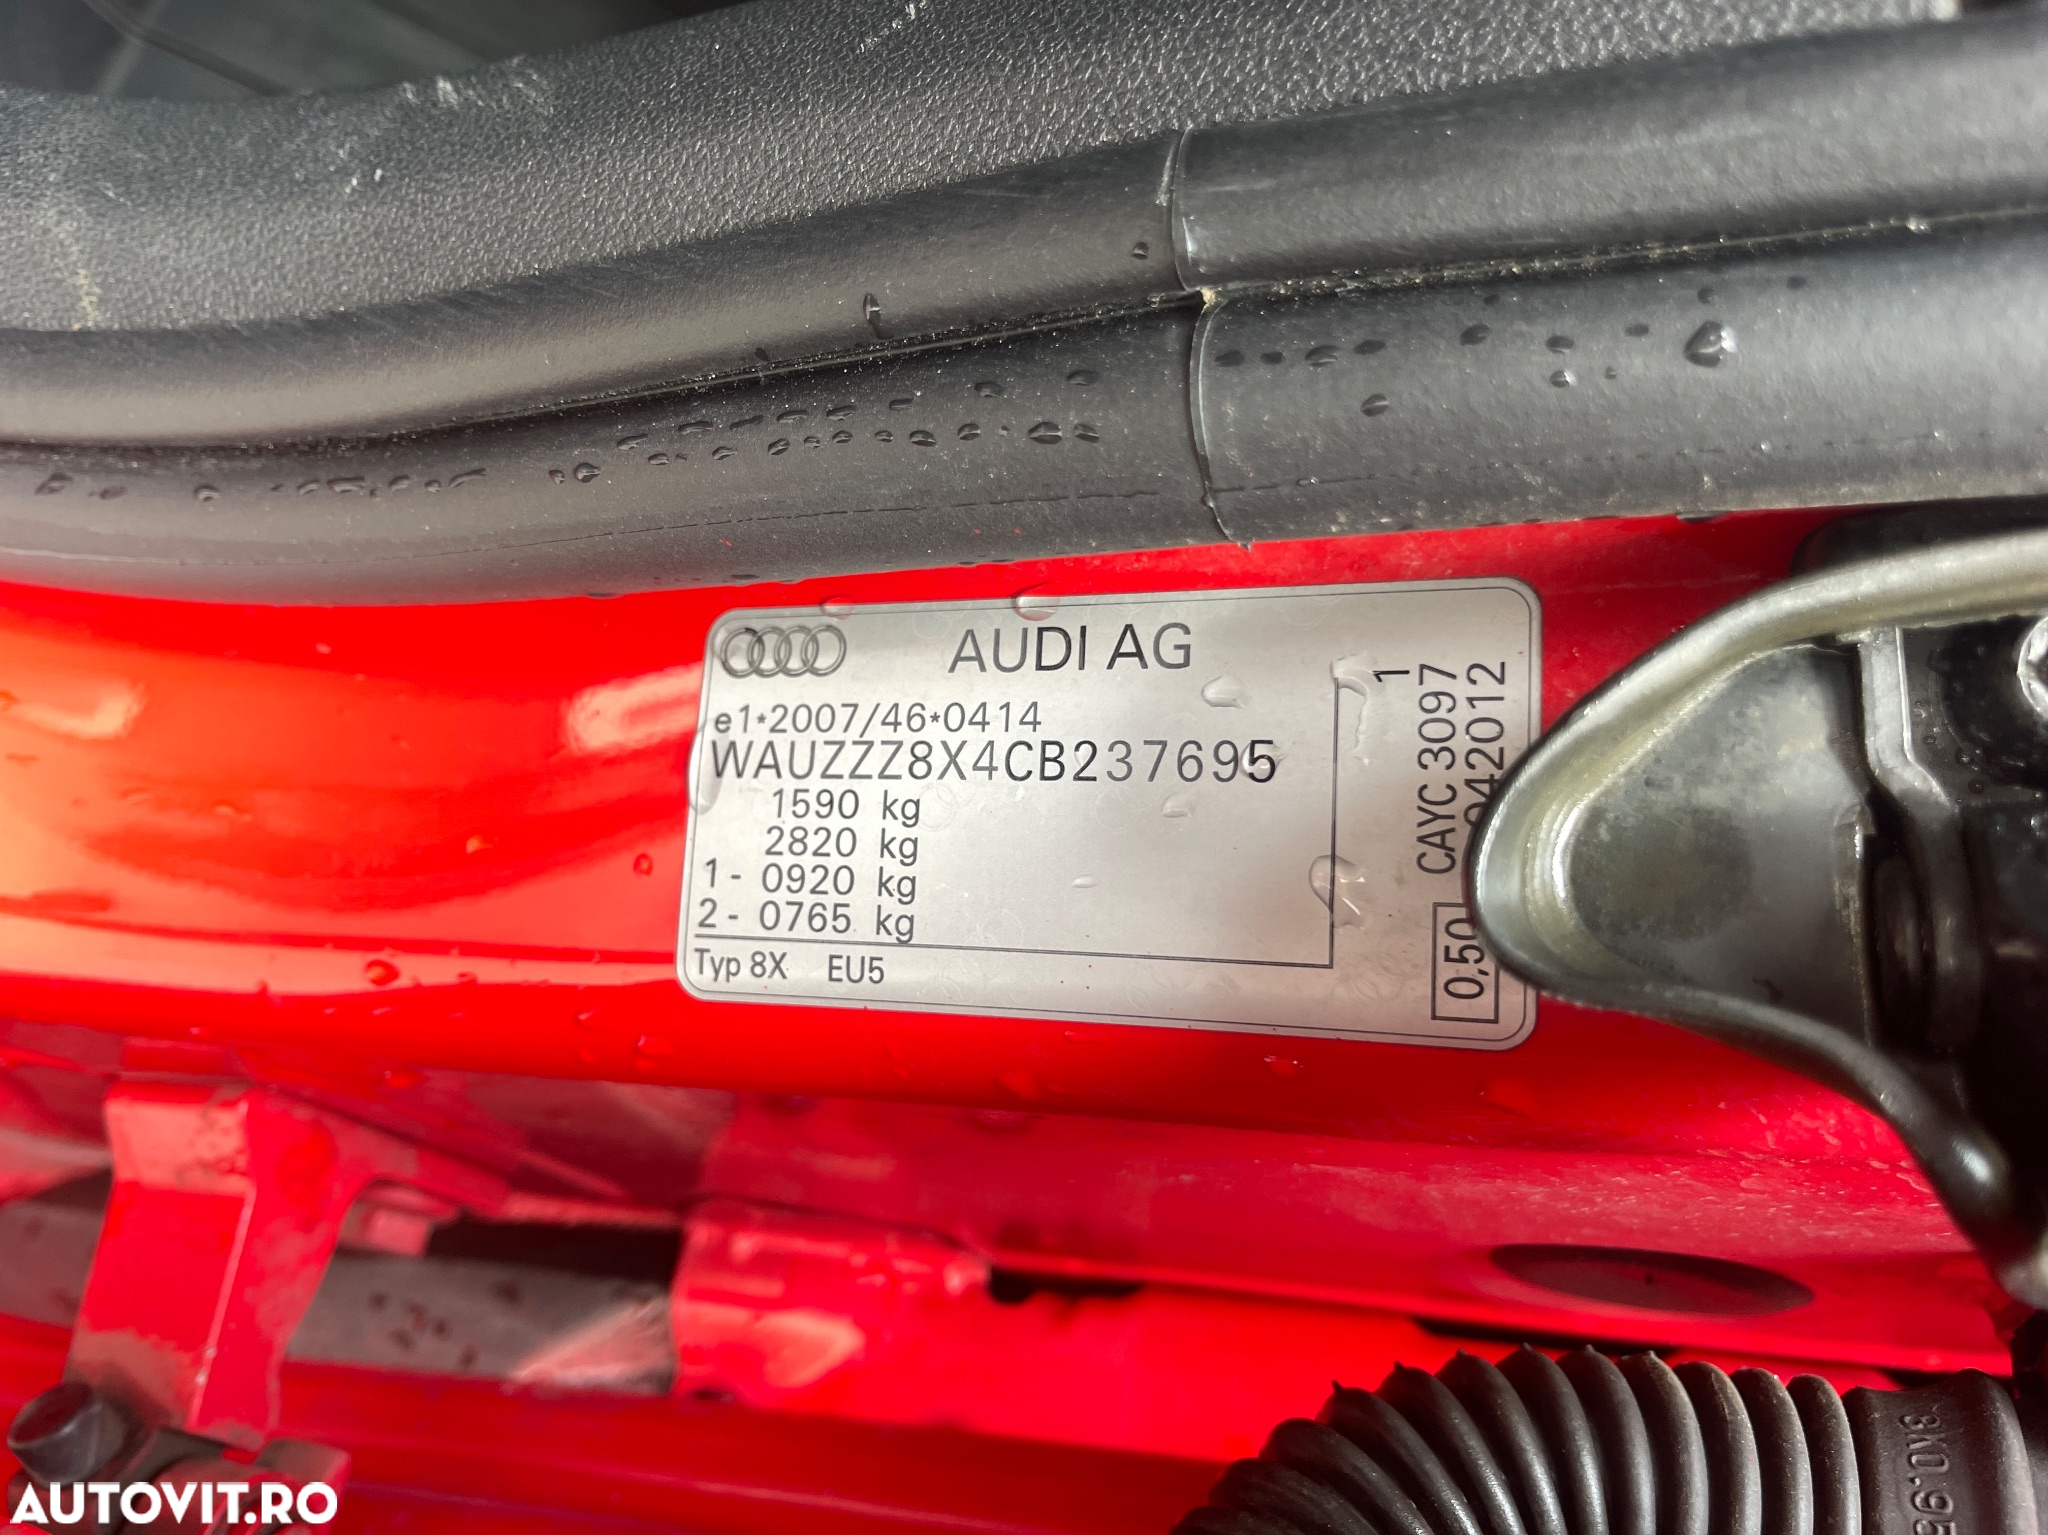 AUDI AG
e1*2007/46*0414
WAUZZZ8X4CB237695
1590 kg
2820 kg
1- 0920 kg
2- 0765 kg
Typ 8X EU5
1
CAYC 3097
0,50
AUTOVIT.RO